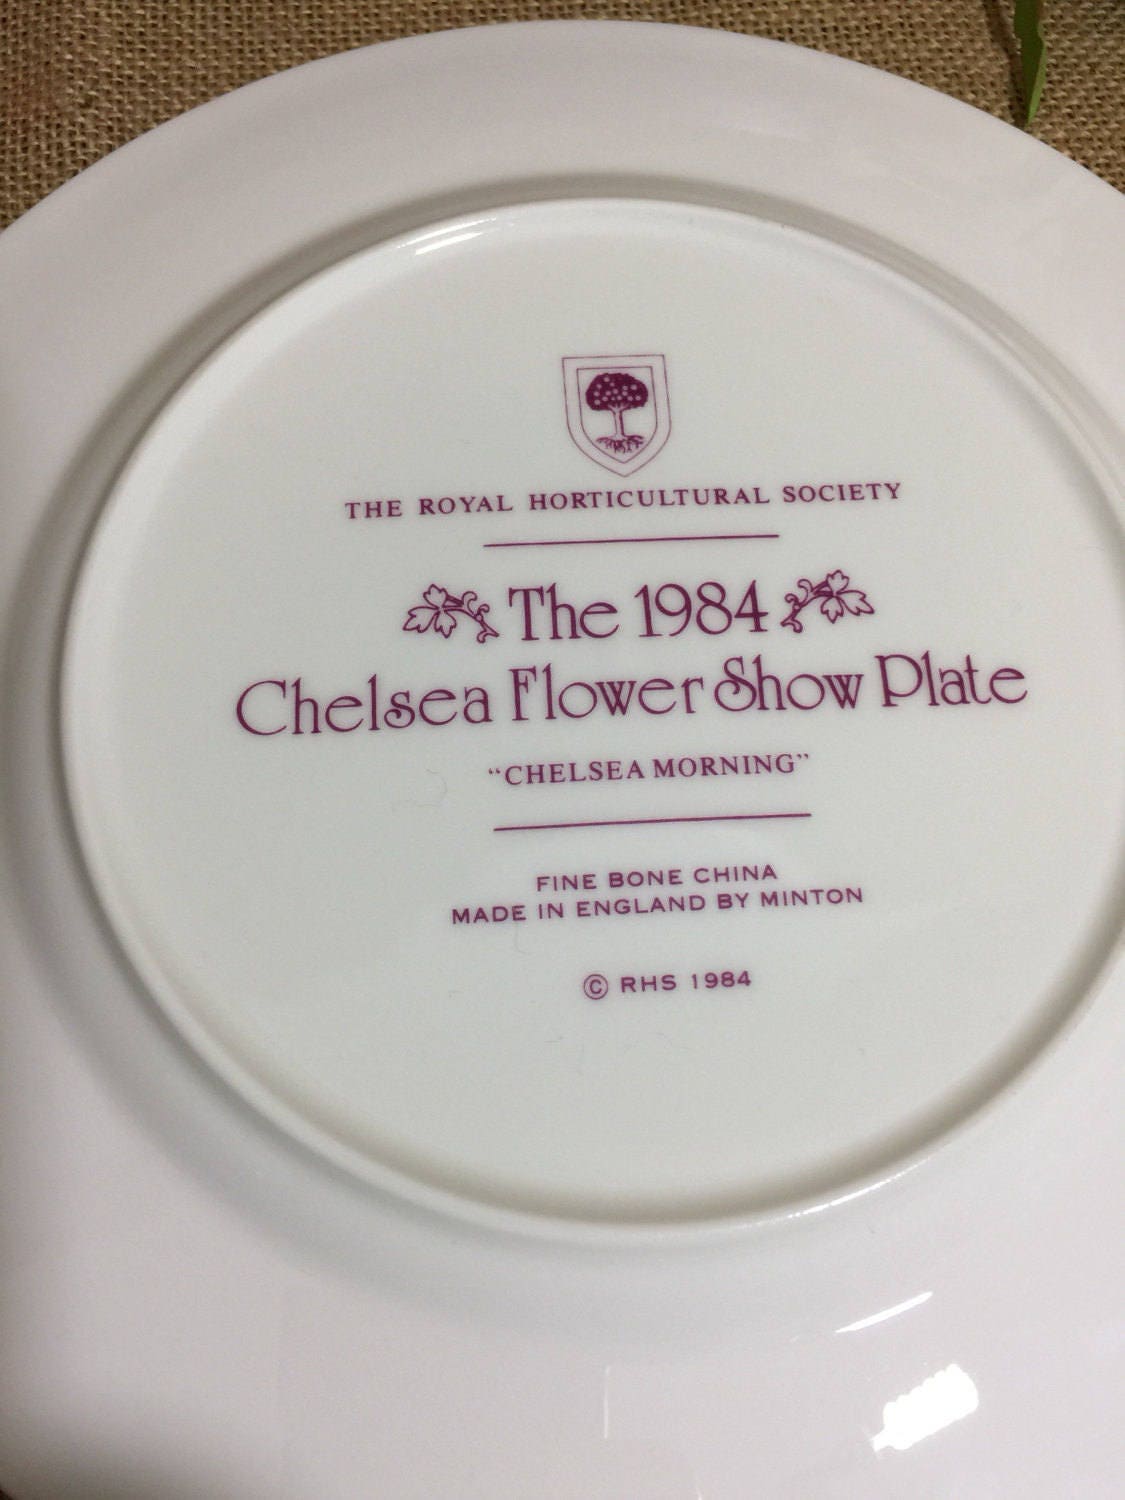 THE ROYAL HORTICULTURAL SOCIETY
The 1984
Chelsea Flower Show Plate
“CHELSEA MORNING”
FINE BONE CHINA
MADE IN ENGLAND BY MINTON
© RHS 1984